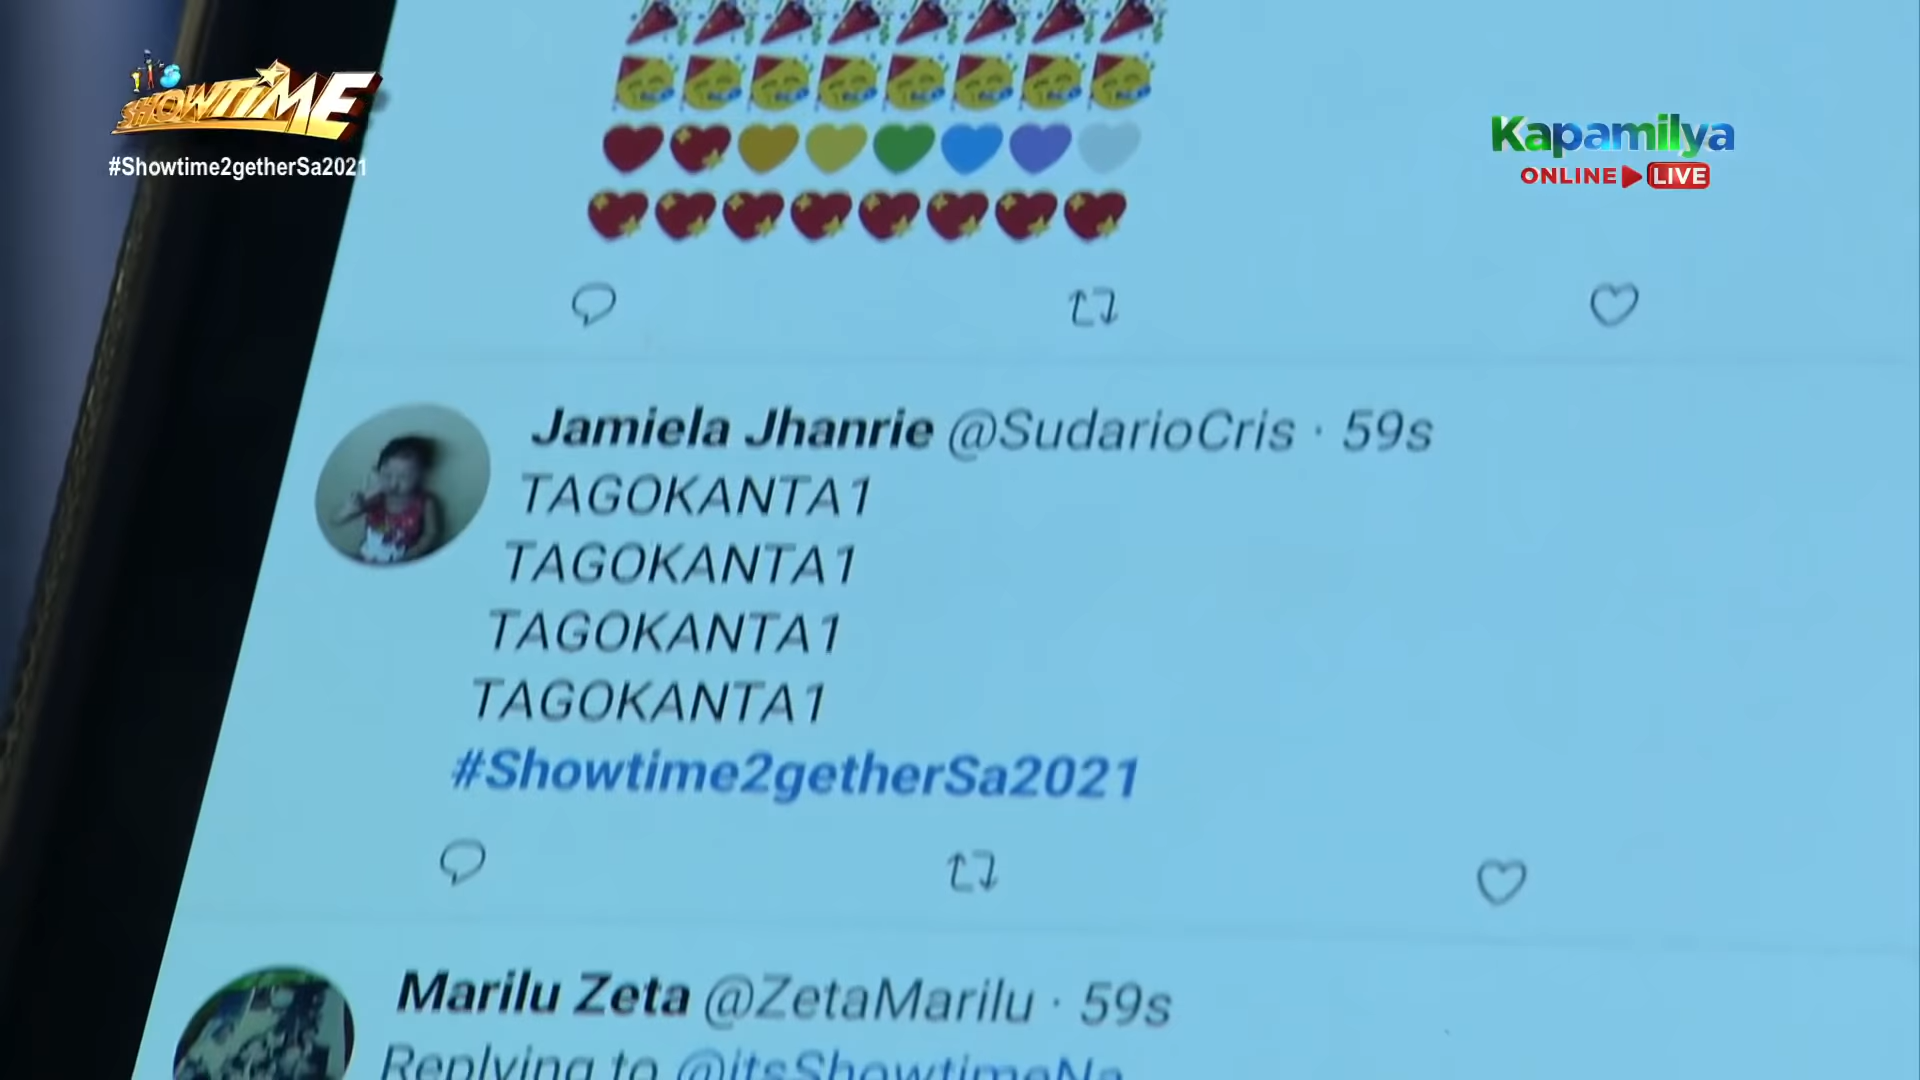 It's
SHOWTIME
#Showtime2getherSa2021
Kapamilya
ONLINE LIVE
Jamiela Jhanrie @SudarioCris · 59s
TAGOKANTA1
TAGOKANTA1
TAGOKANTA1
TAGOKANTA1
#Showtime2getherSa2021
Marilu Zeta @ZetaMarilu · 59s
Replying to @itsShowtimeNa